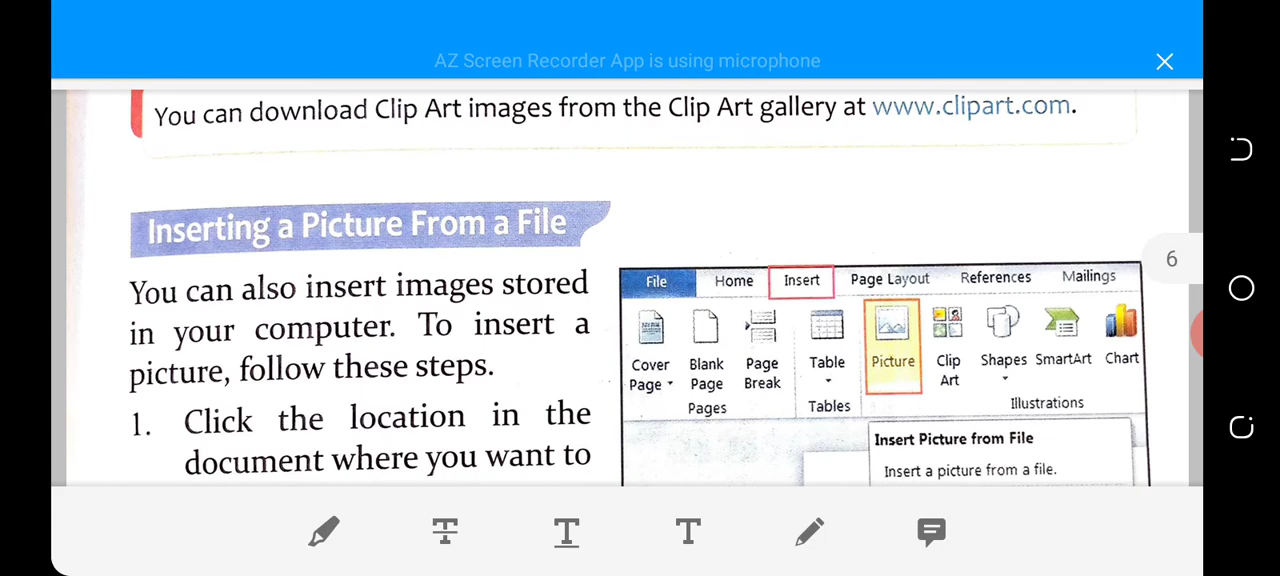 AZ Screen Recorder App is using microphone
You can download Clip Art images from the Clip Art gallery at www.clipart.com.
6
Inserting a Picture From a File
You can also insert images stored
in your computer. To insert a
picture, follow these steps.
1. Click the location in the
document where you want to
File Home Insert Page Layout References Mailings
Cover Page Blank Page Page Break Table Picture Clip Art Shapes SmartArt Chart
Pages Tables Illustrations
Insert Picture from File
Insert a picture from a file.